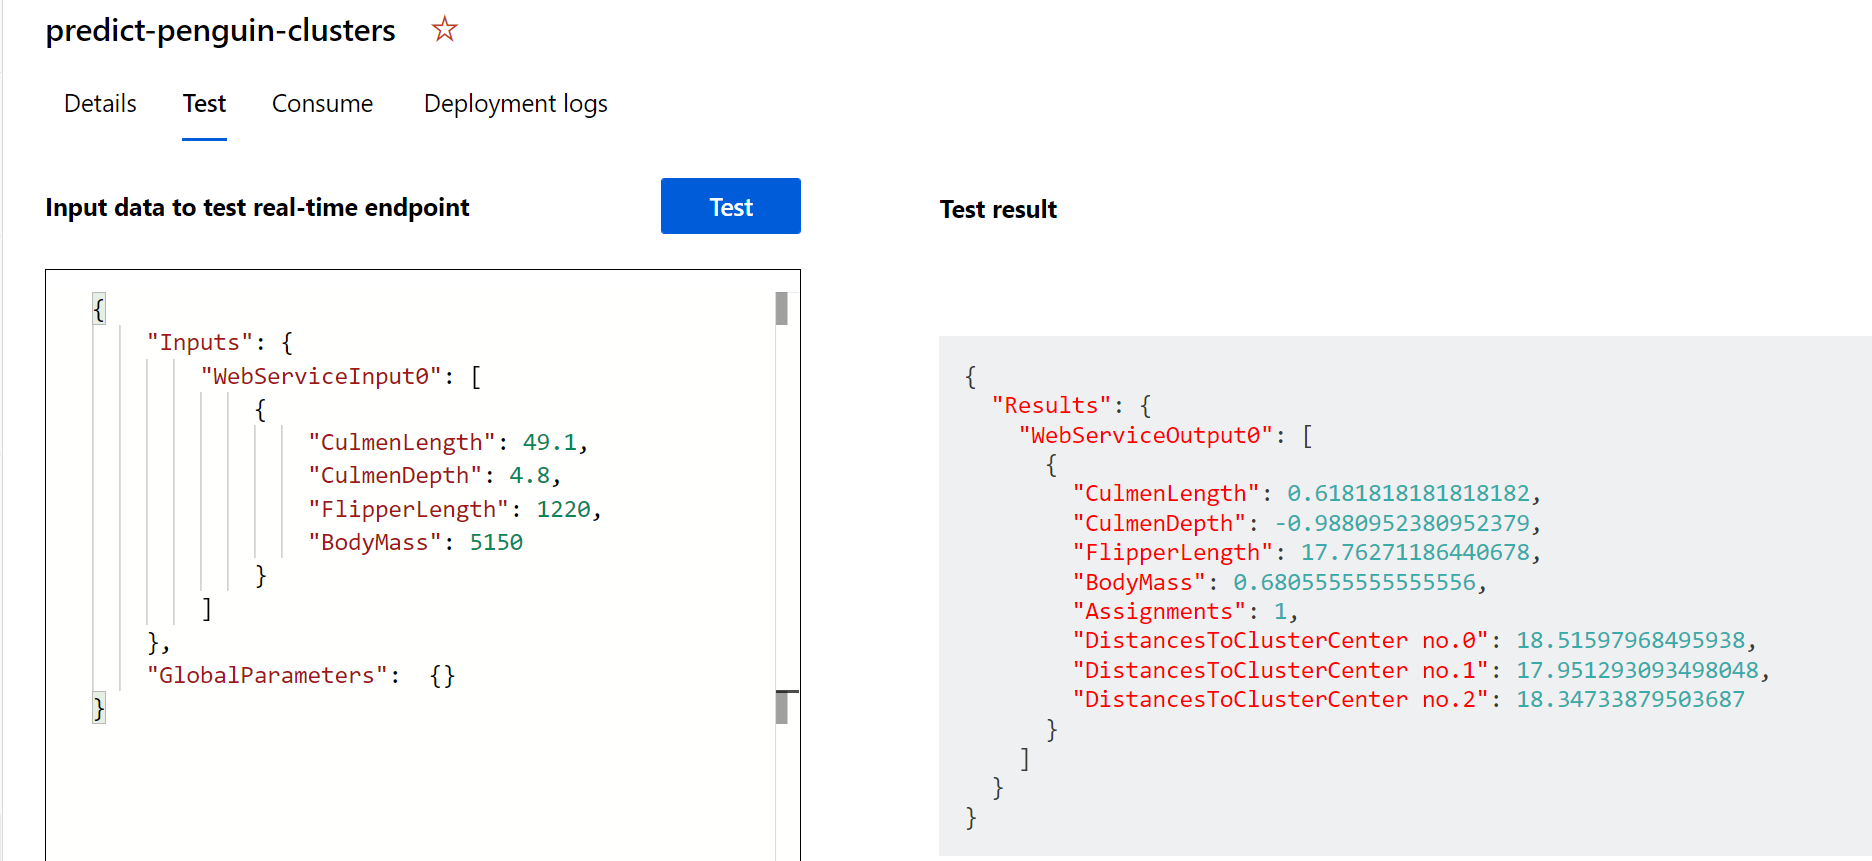 predict-penguin-clusters
Details Test Consume Deployment logs
Input data to test real-time endpoint
Test
{
"Inputs": {
"WebServiceInput0": [
{
"CulmenLength": 49.1,
"CulmenDepth": 4.8,
"FlipperLength": 1220,
"BodyMass": 5150
}
]
},
"GlobalParameters": {}
}
Test result
{
"Results": {
"WebServiceOutput0": [
{
"CulmenLength": 0.6181818181818182,
"CulmenDepth": -0.9880952380952379,
"FlipperLength": 17.76271186440678,
"BodyMass": 0.6805555555555556,
"Assignments": 1,
"DistancesToClusterCenter no.0": 18.51597968495938,
"DistancesToClusterCenter no.1": 17.951293093498048,
"DistancesToClusterCenter no.2": 18.34733879503687
}
]
}
}